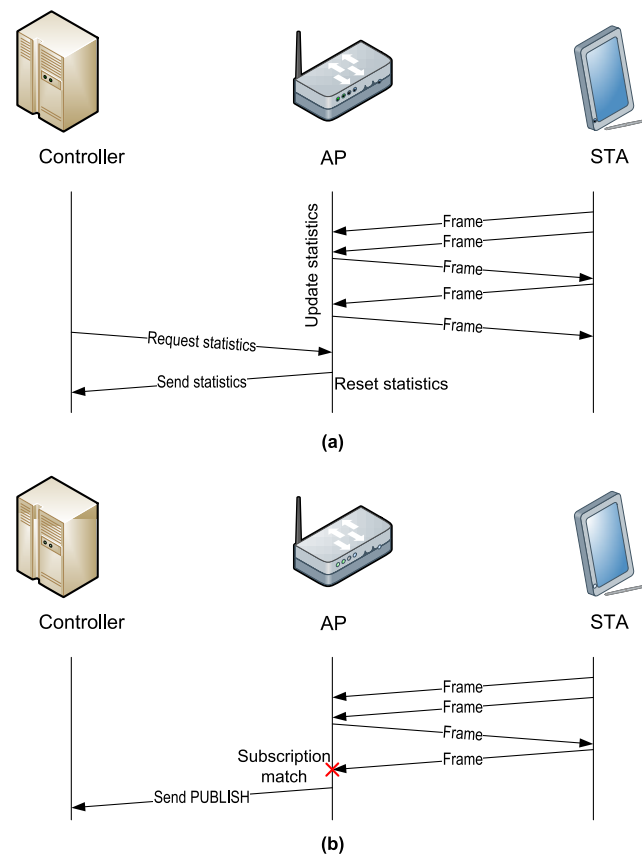 Controller
AP
STA
Update statistics
Frame
Frame
Frame
Frame
Frame
Request statistics
Send statistics
Reset statistics
(a)
Controller
AP
STA
Frame
Frame
Frame
Frame
Subscription
match
Send PUBLISH
(b)